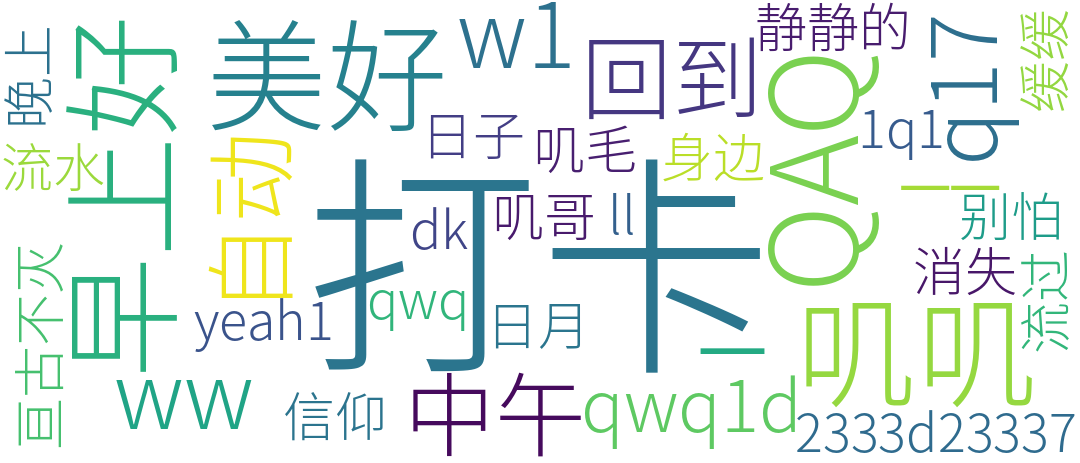 晚上
早上好
美好
w1
回到
静静的
QAQ
q17
缓缓
流水
自动
日子
叽毛
身边
1q1
一一
打卡
dk
叽哥
ll
别怕
亘古不灭
yeah1
qwq
日月
一
叽叽
消失
流过
ww
信仰
中午
qwq1d
2333d23337